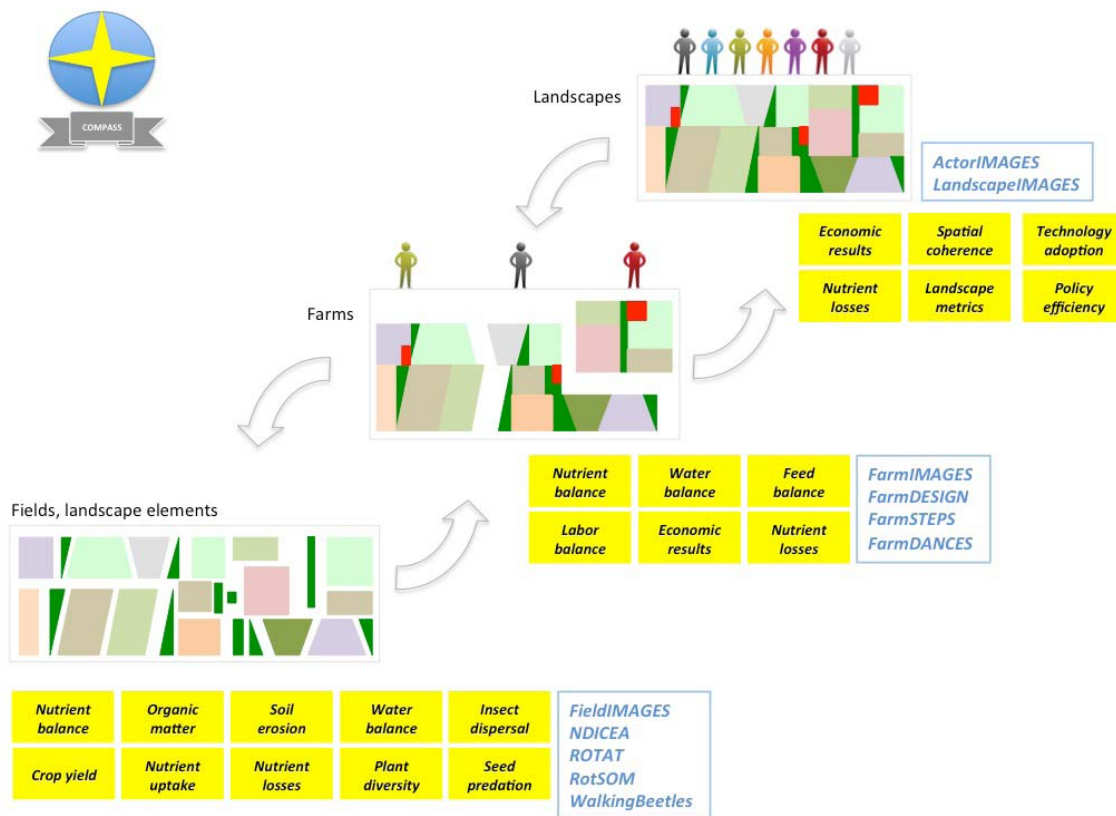 COMPASS
Landscapes
ActorIMAGES
LandscapeIMAGES
Economic
results
Spatial
coherence
Technology
adoption
Nutrient
losses
Landscape
metrics
Policy
efficiency
Farms
Nutrient
balance
Water
balance
Feed
balance
Labor
balance
Economic
results
Nutrient
losses
FarmIMAGES
FarmDESIGN
FarmSTEPS
FarmDANCES
Fields, landscape elements
Nutrient
balance
Organic
matter
Soil
erosion
Water
balance
Insect
dispersal
Crop yield
Nutrient
uptake
Nutrient
losses
Plant
diversity
Seed
predation
FieldIMAGES
NDICEA
ROTAT
RotSOM
WalkingBeetles